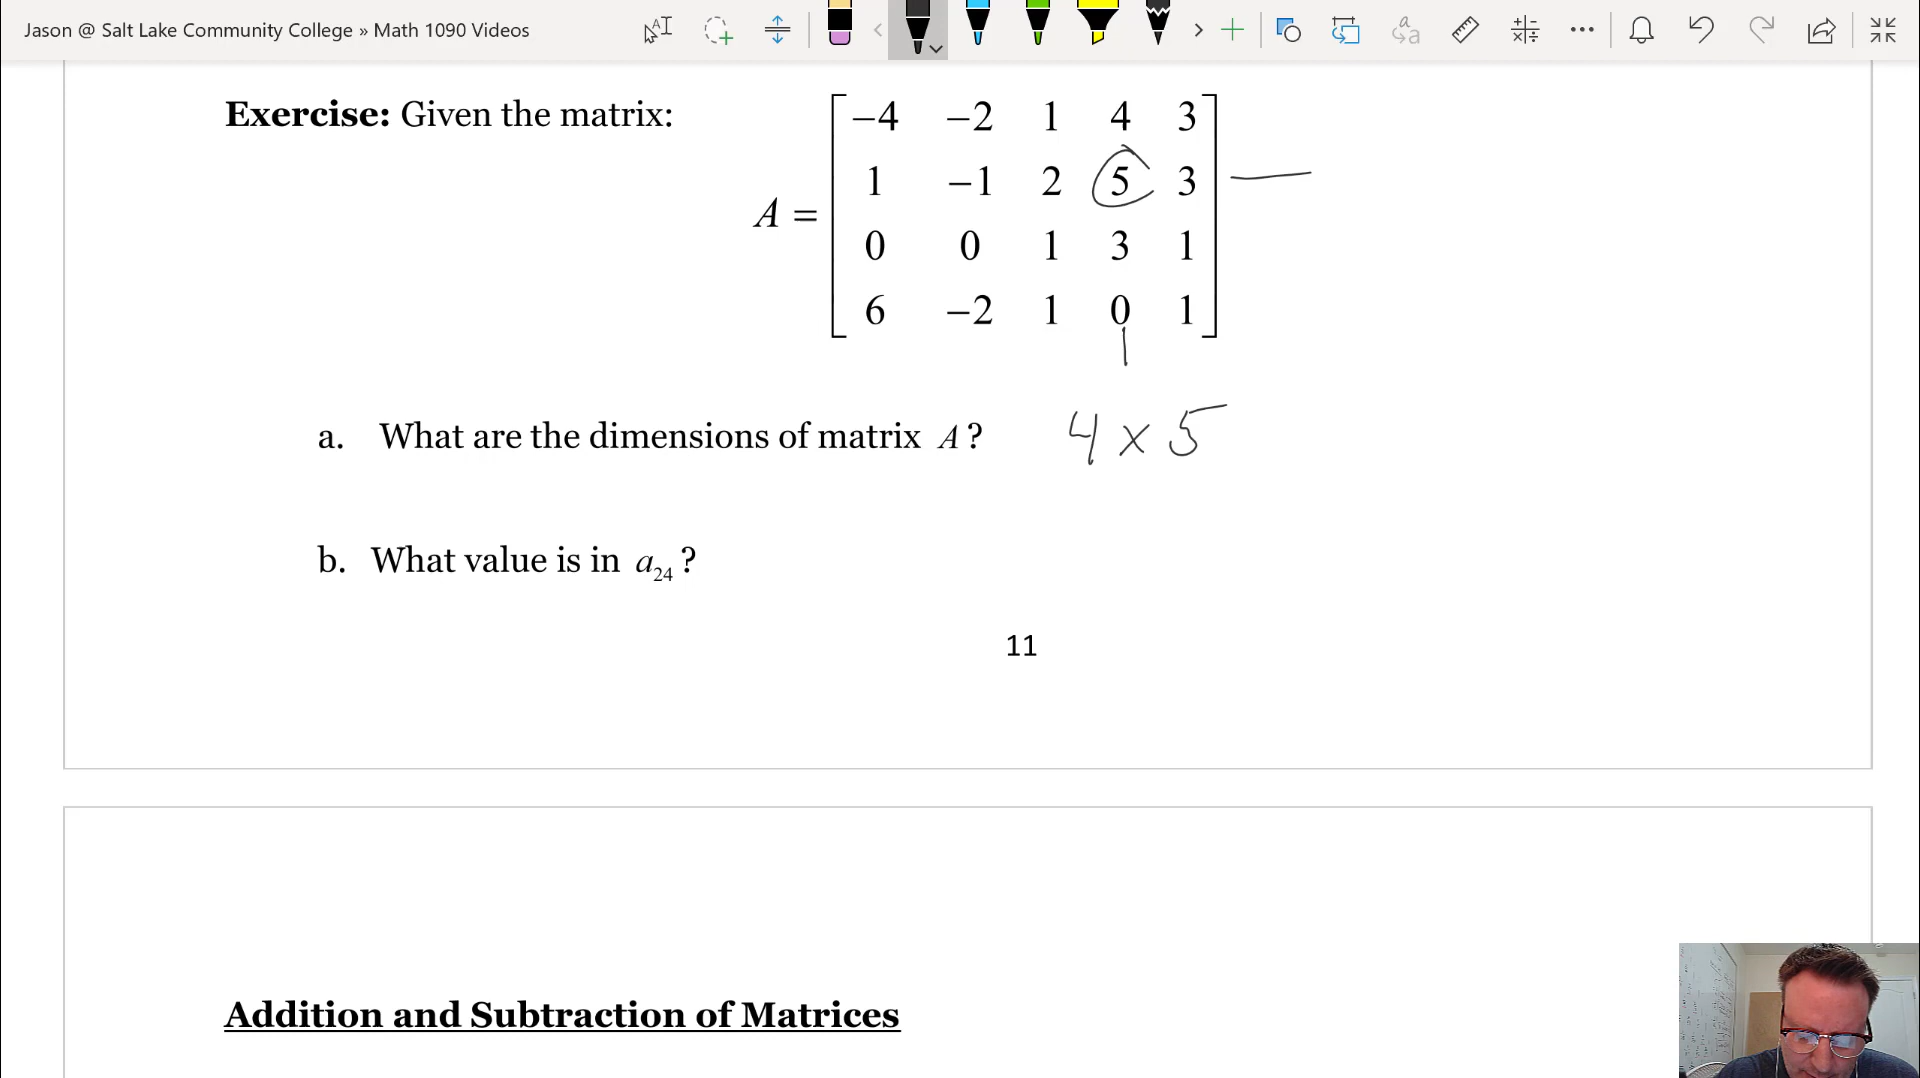 Jason @ Salt Lake Community College » Math 1090 Videos
Exercise: Given the matrix:
A =
−4 −2 1 4 3
1 −1 2 5 3
0 0 1 3 1
6 −2 1 0 1
a. What are the dimensions of matrix A? 4 x 5
b. What value is in a₂₄?
11
Addition and Subtraction of Matrices